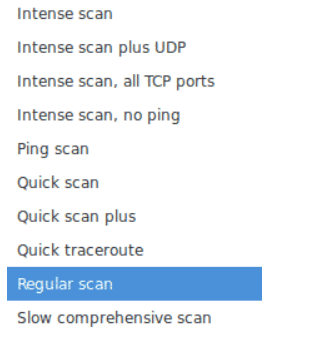 Intense scan
Intense scan plus UDP
Intense scan, all TCP ports
Intense scan, no ping
Ping scan
Quick scan
Quick scan plus
Quick traceroute
Regular scan
Slow comprehensive scan